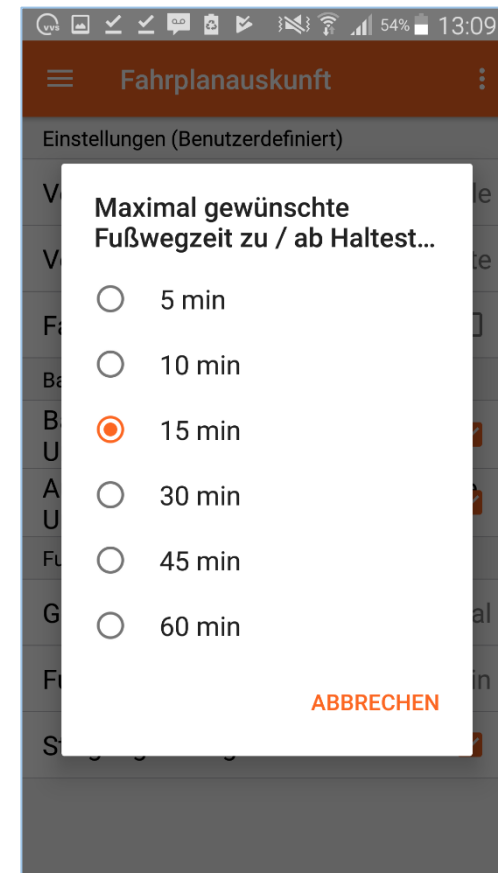 vvs 54% 13:09
Fahrplanauskunft
Einstellungen (Benutzerdefiniert)
Maximal gewünschte
Fußwegzeit zu / ab Haltest...
5 min
10 min
15 min
30 min
45 min
60 min
ABBRECHEN